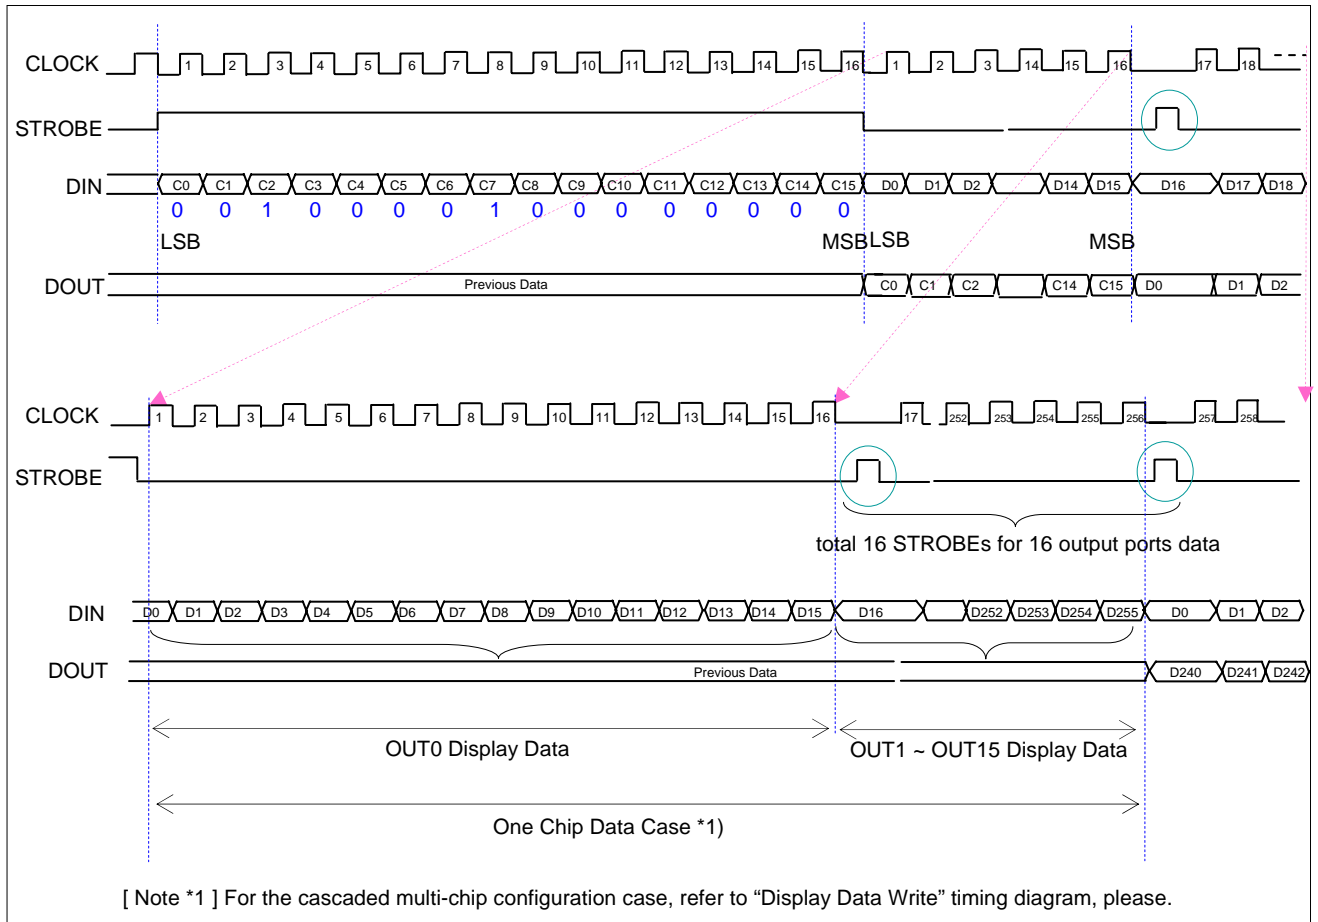 CLOCK 1 2 3 4 5 6 7 8 9 10 11 12 13 14 15 16 1 2 3 14 15 16 17 18
STROBE
DIN C0 C1 C2 C3 C4 C5 C6 C7 C8 C9 C10 C11 C12 C13 C14 C15 D0 D1 D2 D14 D15 D16 D17 D18
0 0 1 0 0 0 0 1 0 0 0 0 0 0 0 0
LSB MSB LSB MSB
DOUT Previous Data C0 C1 C2 C14 C15 D0 D1 D2
CLOCK 1 2 3 4 5 6 7 8 9 10 11 12 13 14 15 16 17 252 253 254 255 256 257 258
STROBE
total 16 STROBEs for 16 output ports data
DIN D0 D1 D2 D3 D4 D5 D6 D7 D8 D9 D10 D11 D12 D13 D14 D15 D16 D252 D253 D254 D255 D0 D1 D2
DOUT Previous Data D240 D241 D242
OUT0 Display Data OUT1 ~ OUT15 Display Data
One Chip Data Case *1)
[ Note *1 ] For the cascaded multi-chip configuration case, refer to “Display Data Write” timing diagram, please.